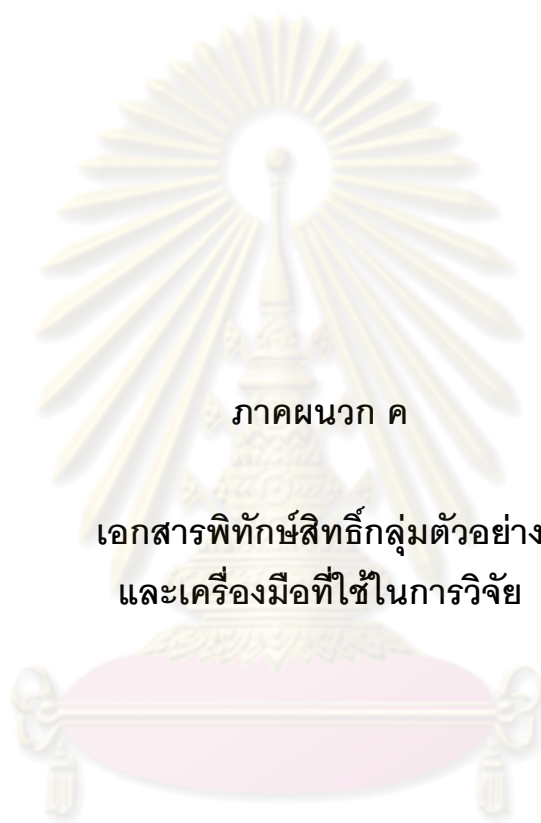 ภาคผนวก ค
เอกสารพิทักษ์สิทธิ์กลุ่มตัวอย่าง
และเครื่องมือที่ใช้ในการวิจัย